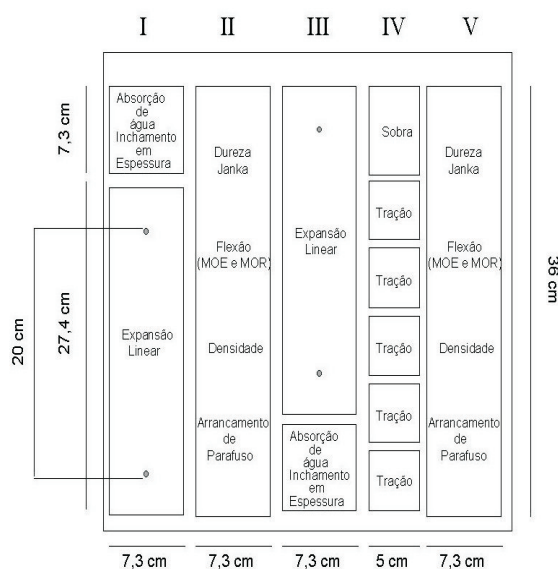 I II III IV V
Absorção
de
água
Inchamento
em
Espessura
7,3 cm
27,4 cm
20 cm
Expansão
Linear
Dureza
Janka
Flexão
(MOE e MOR)
Densidade
Arrancamento
de
Parafuso
Expansão
Linear
Absorção
de
água
Inchamento
em
Espessura
Sobra
Tração
Tração
Tração
Tração
Tração
Dureza
Janka
Flexão
(MOE e MOR)
Densidade
Arrancamento
de
Parafuso
36 cm
7,3 cm 7,3 cm 7,3 cm 5 cm 7,3 cm